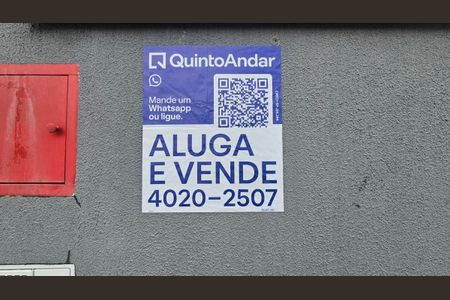 QuintoAndar
Mande um
Whatsapp
ou ligue.
ALUGA
E VENDE
4020-2507